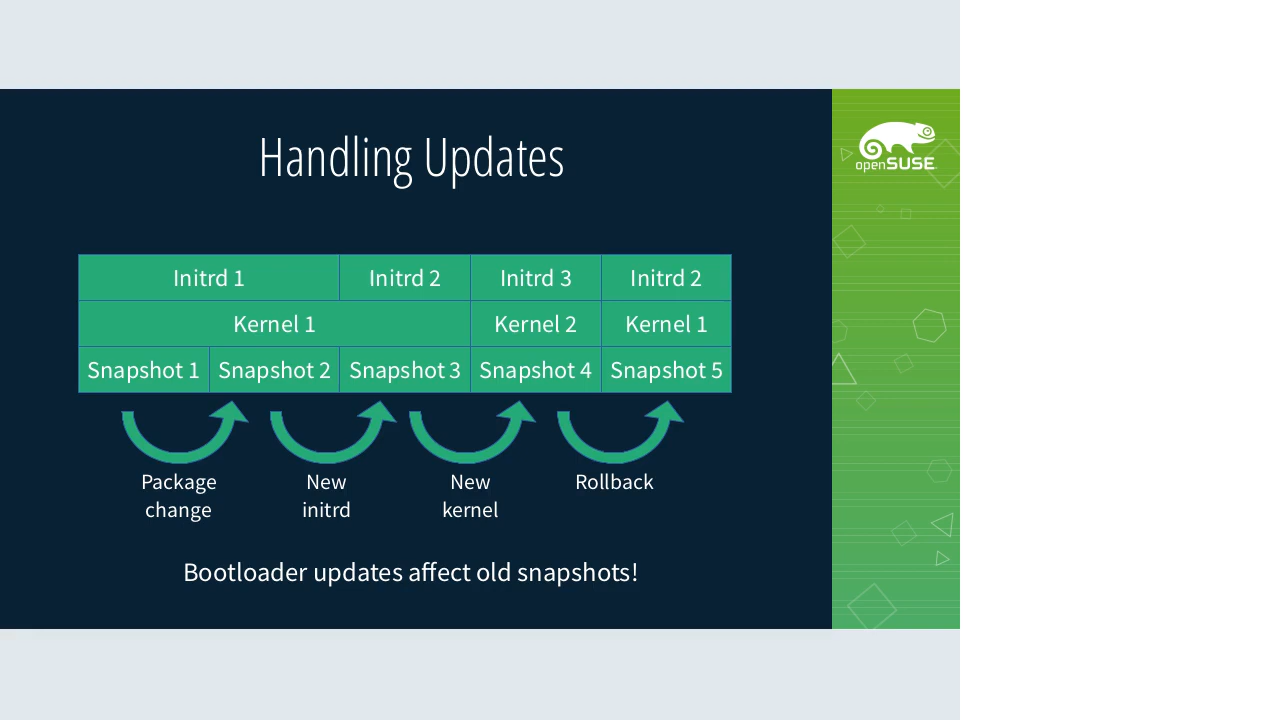 Handling Updates
openSUSE
Initrd 1 Initrd 2 Initrd 3 Initrd 2
Kernel 1 Kernel 2 Kernel 1
Snapshot 1 Snapshot 2 Snapshot 3 Snapshot 4 Snapshot 5
Package
change
New
initrd
New
kernel
Rollback
Bootloader updates affect old snapshots!